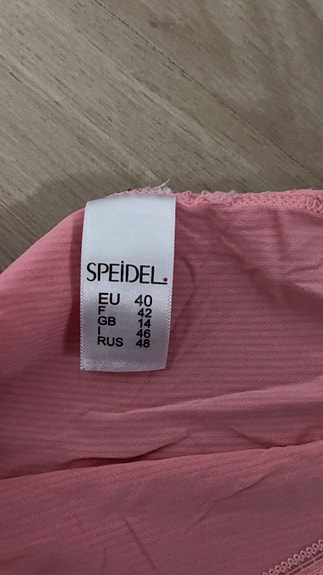 SPEiDEL.
EU 40
F 42
GB 14
I 46
RUS 48